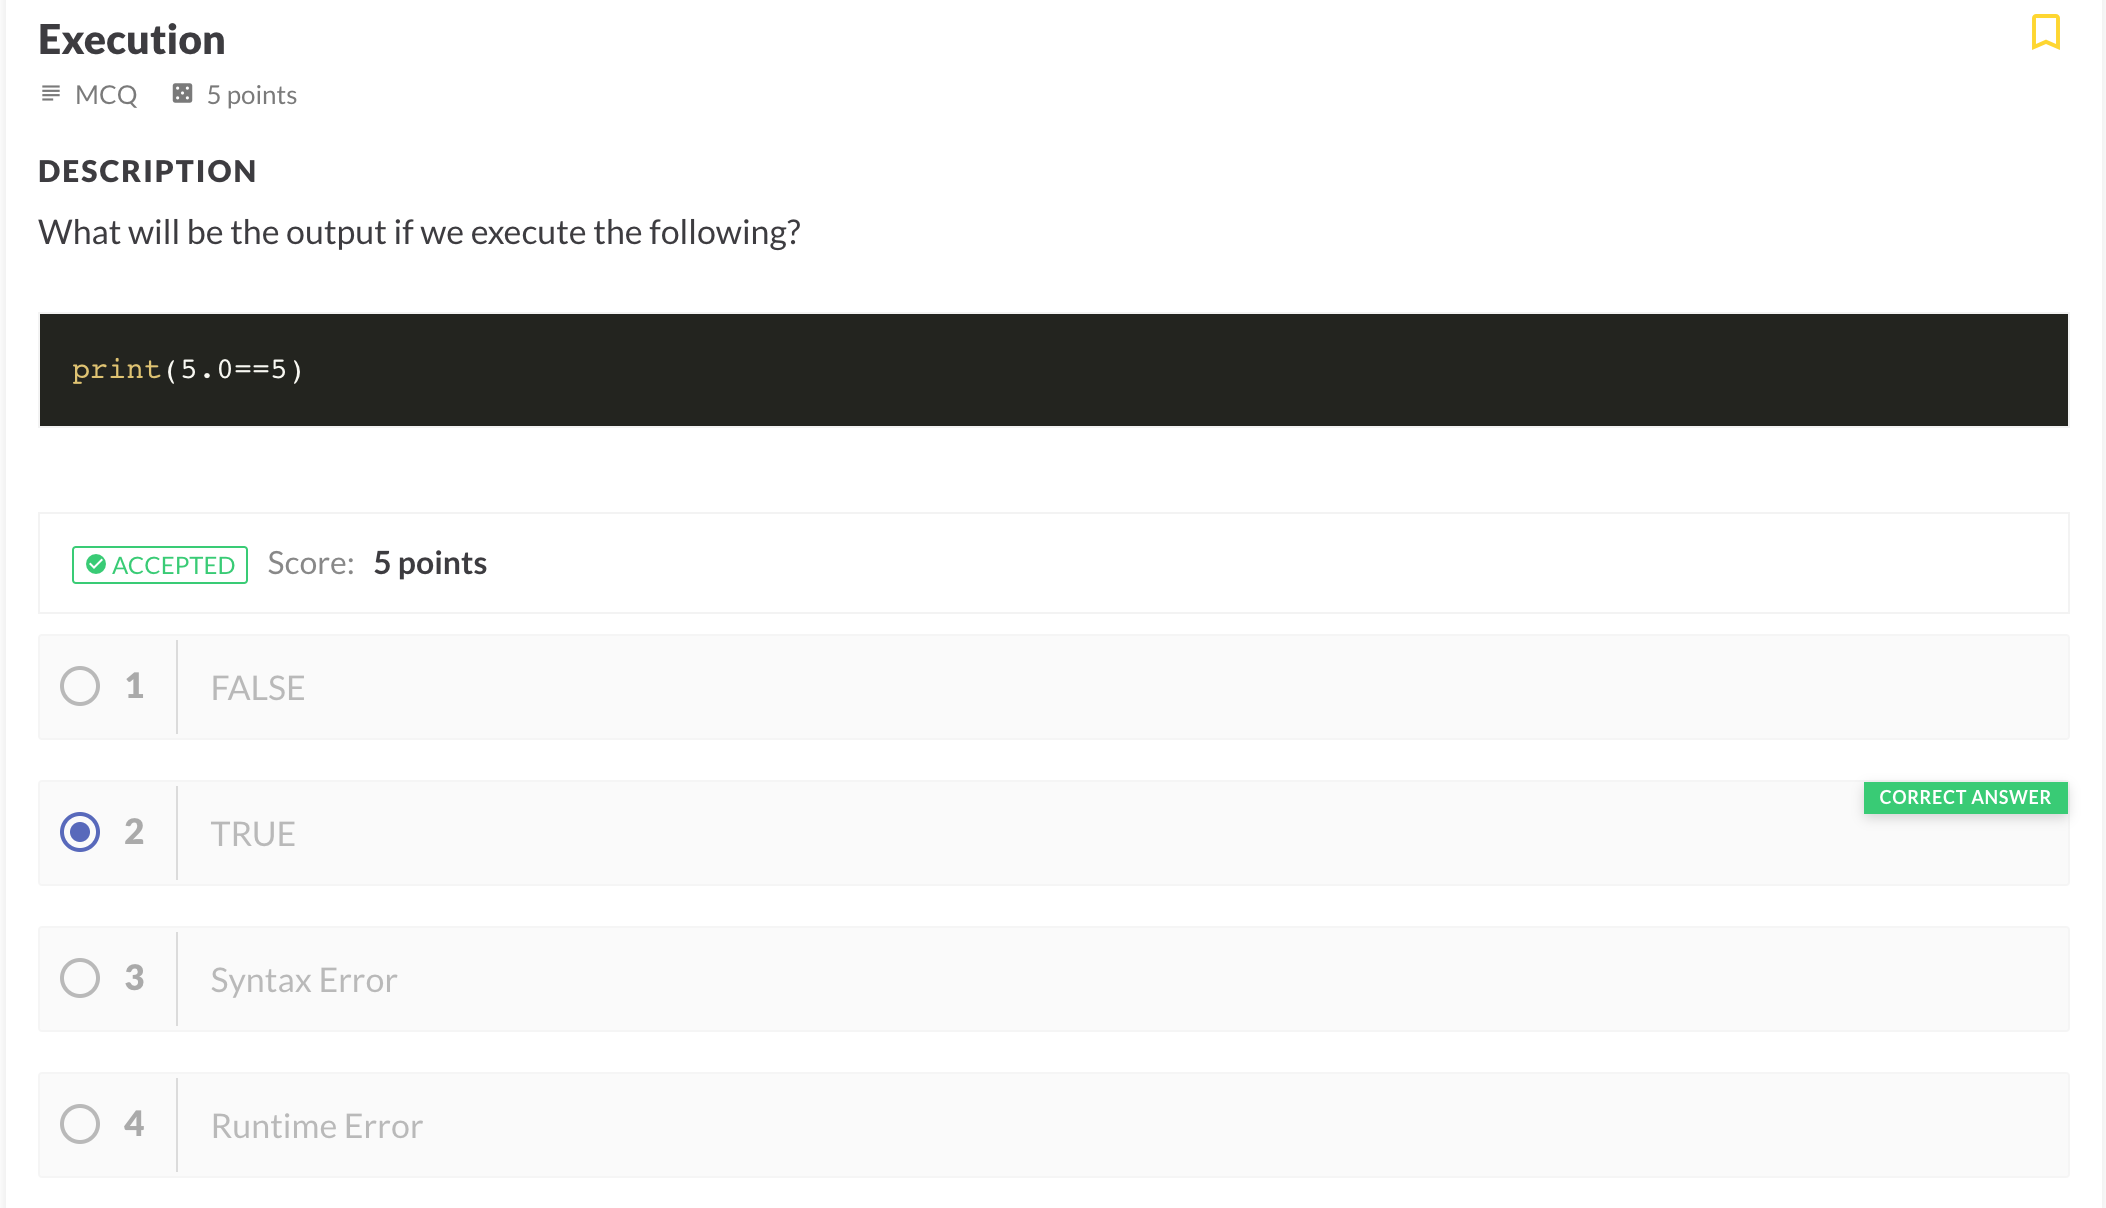 Execution
MCQ 5 points
DESCRIPTION
What will be the output if we execute the following?
print(5.0==5)
ACCEPTED Score: 5 points
1 FALSE
CORRECT ANSWER
2 TRUE
3 Syntax Error
4 Runtime Error